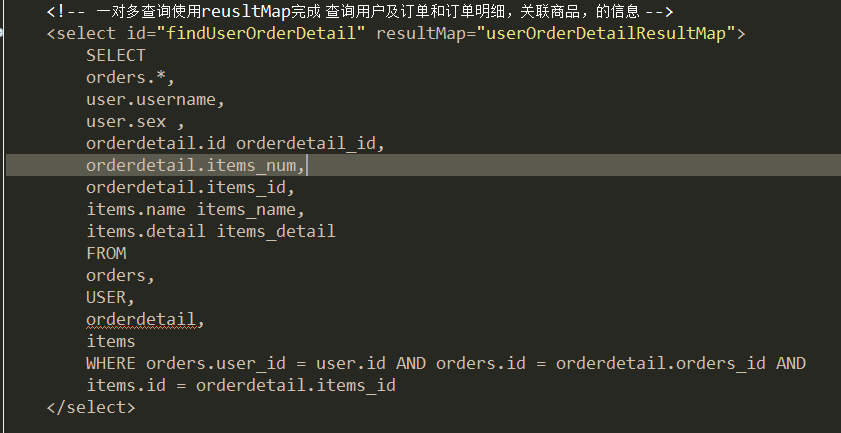 <!-- 一对多查询使用reusltMap完成 查询用户及订单和订单明细，关联商品，的信息 -->
<select id="findUserOrderDetail" resultMap="userOrderDetailResultMap">
SELECT
orders.*,
user.username,
user.sex ,
orderdetail.id orderdetail_id,
orderdetail.items_num,
orderdetail.items_id,
items.name items_name,
items.detail items_detail
FROM
orders,
USER,
orderdetail,
items
WHERE orders.user_id = user.id AND orders.id = orderdetail.orders_id AND
items.id = orderdetail.items_id
</select>